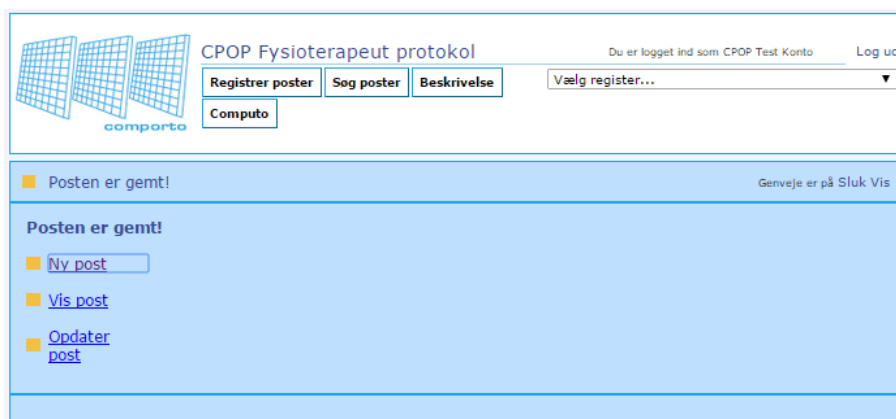 comporto
CPOP Fysioterapeut protokol
Du er logget ind som CPOP Test Konto
Log
Registrer poster
Søg poster
Beskrivelse
Vælg register...
Computo
Posten er gemt!
Genveje er på Sluk Vis
Posten er gemt!
Ny post
Vis post
Opdater
post